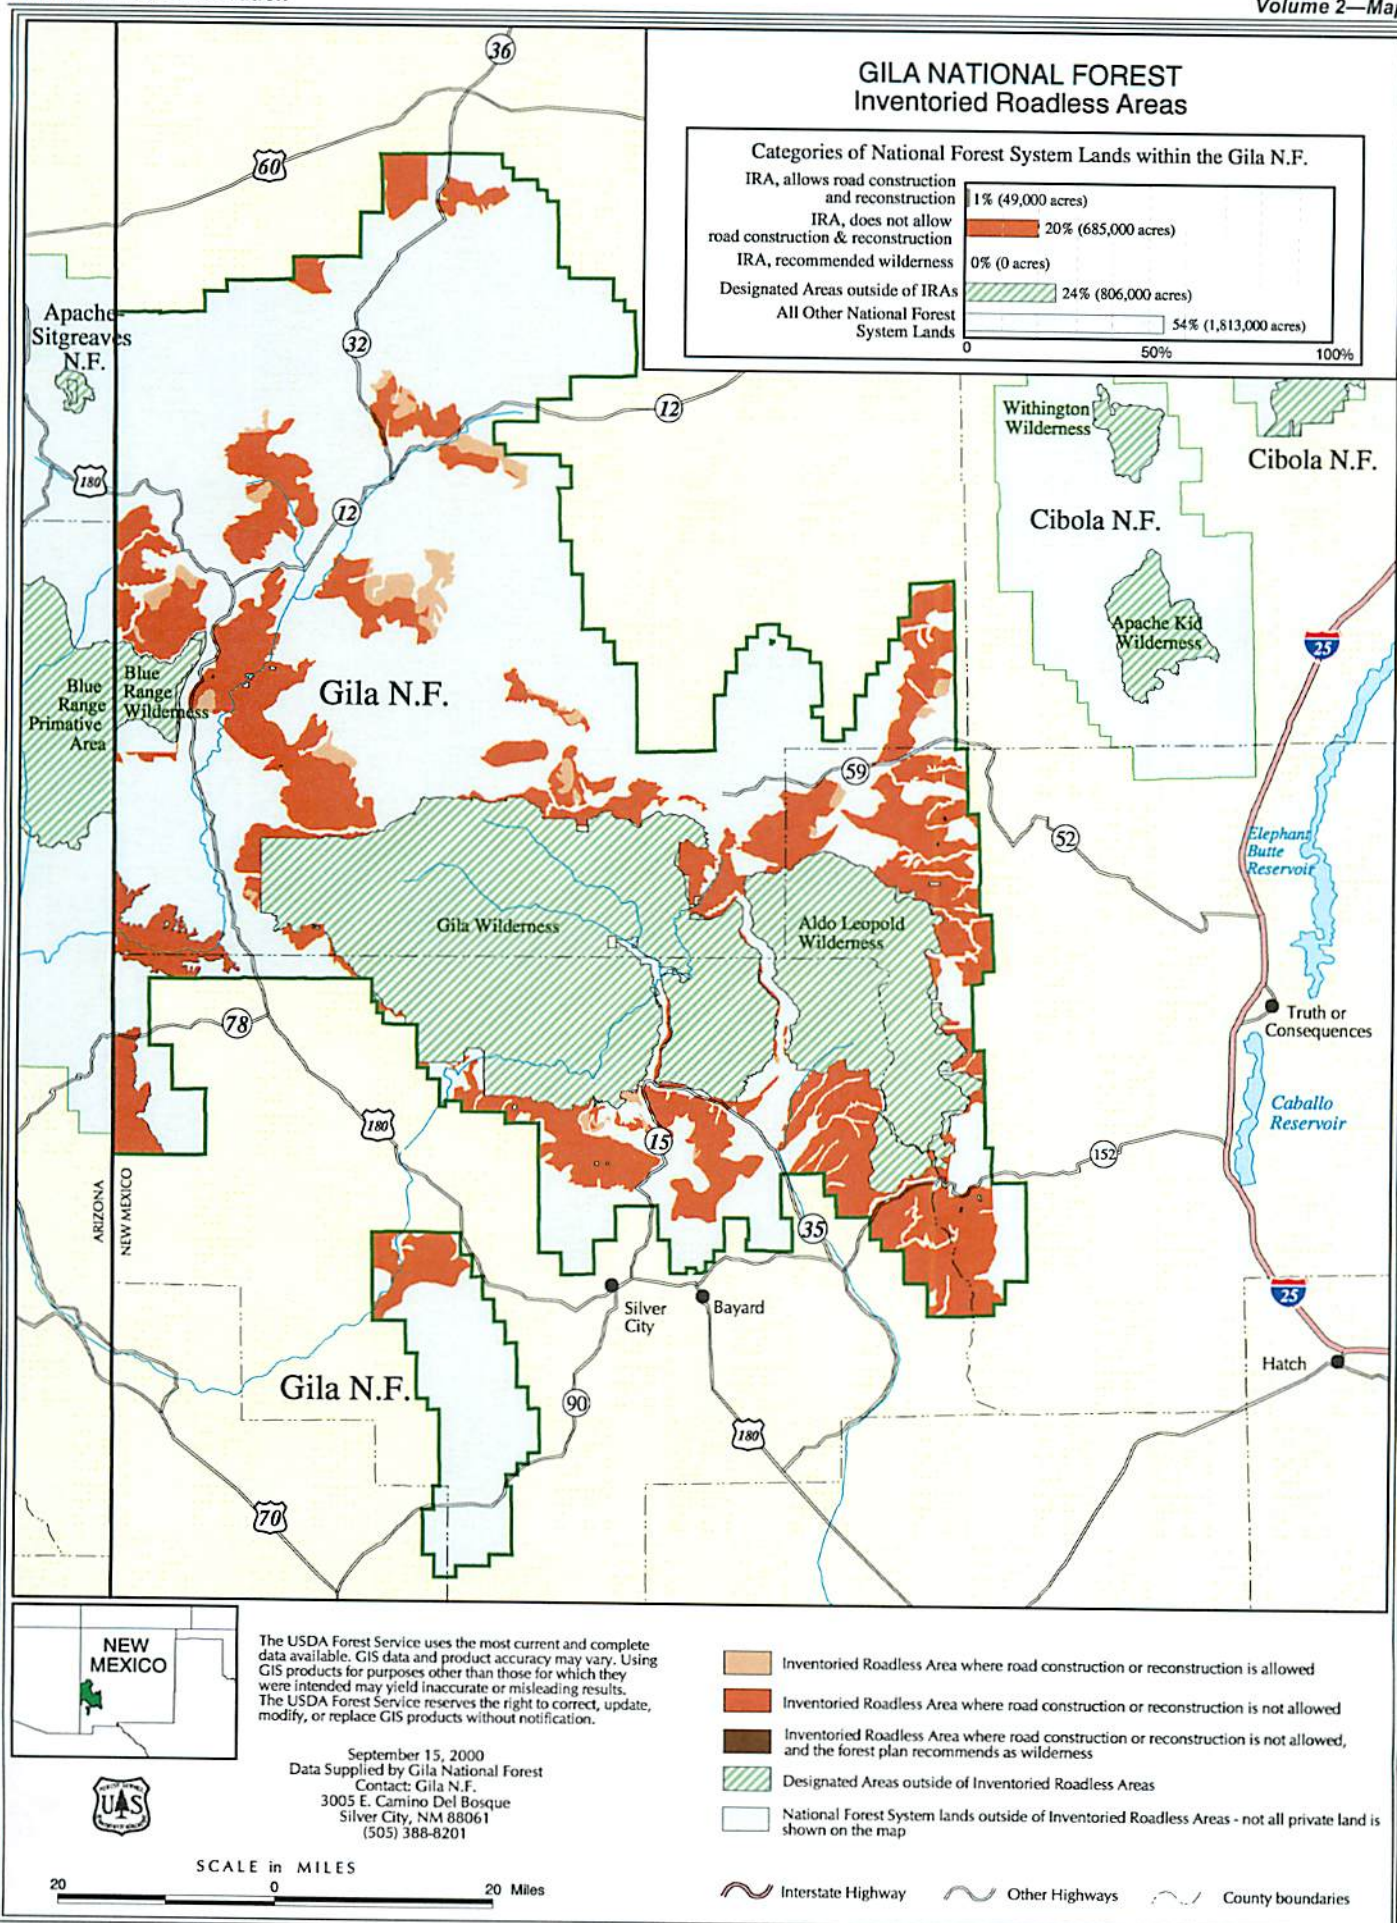 Volume 2—Ma
GILA NATIONAL FOREST
Inventoried Roadless Areas
Categories of National Forest System Lands within the Gila N.F.
IRA, allows road construction
and reconstruction
1% (49,000 acres)
IRA, does not allow
road construction & reconstruction
20% (685,000 acres)
IRA, recommended wilderness
0% (0 acres)
Designated Areas outside of IRAs
24% (806,000 acres)
All Other National Forest
System Lands
54% (1,813,000 acres)
0
50%
100%
36
60
Apache-
Sitgreaves
N.F.
32
12
Withington
Wilderness
Cibola N.F.
180
12
Cibola N.F.
Apache Kid
Wilderness
25
Blue
Range
Primative
Area
Blue
Range
Wilderness
Gila N.F.
59
52
Elephant
Butte
Reservoir
Gila Wilderness
Aldo Leopold
Wilderness
78
Truth or
Consequences
180
15
Caballo
Reservoir
152
ARIZONA
NEW MEXICO
35
Silver
City
Bayard
25
Hatch
Gila N.F.
90
180
70
NEW
MEXICO
The USDA Forest Service uses the most current and complete
data available. GIS data and product accuracy may vary. Using
GIS products for purposes other than those for which they
were intended may yield inaccurate or misleading results.
The USDA Forest Service reserves the right to correct, update,
modify, or replace GIS products without notification.
September 15, 2000
Data Supplied by Gila National Forest
Contact: Gila N.F.
3005 E. Camino Del Bosque
Silver City, NM 88061
(505) 388-8201
UAS
SCALE in MILES
20
0
20 Miles
Inventoried Roadless Area where road construction or reconstruction is allowed
Inventoried Roadless Area where road construction or reconstruction is not allowed
Inventoried Roadless Area where road construction or reconstruction is not allowed,
and the forest plan recommends as wilderness
Designated Areas outside of Inventoried Roadless Areas
National Forest System lands outside of Inventoried Roadless Areas - not all private land is
shown on the map
Interstate Highway
Other Highways
County boundaries